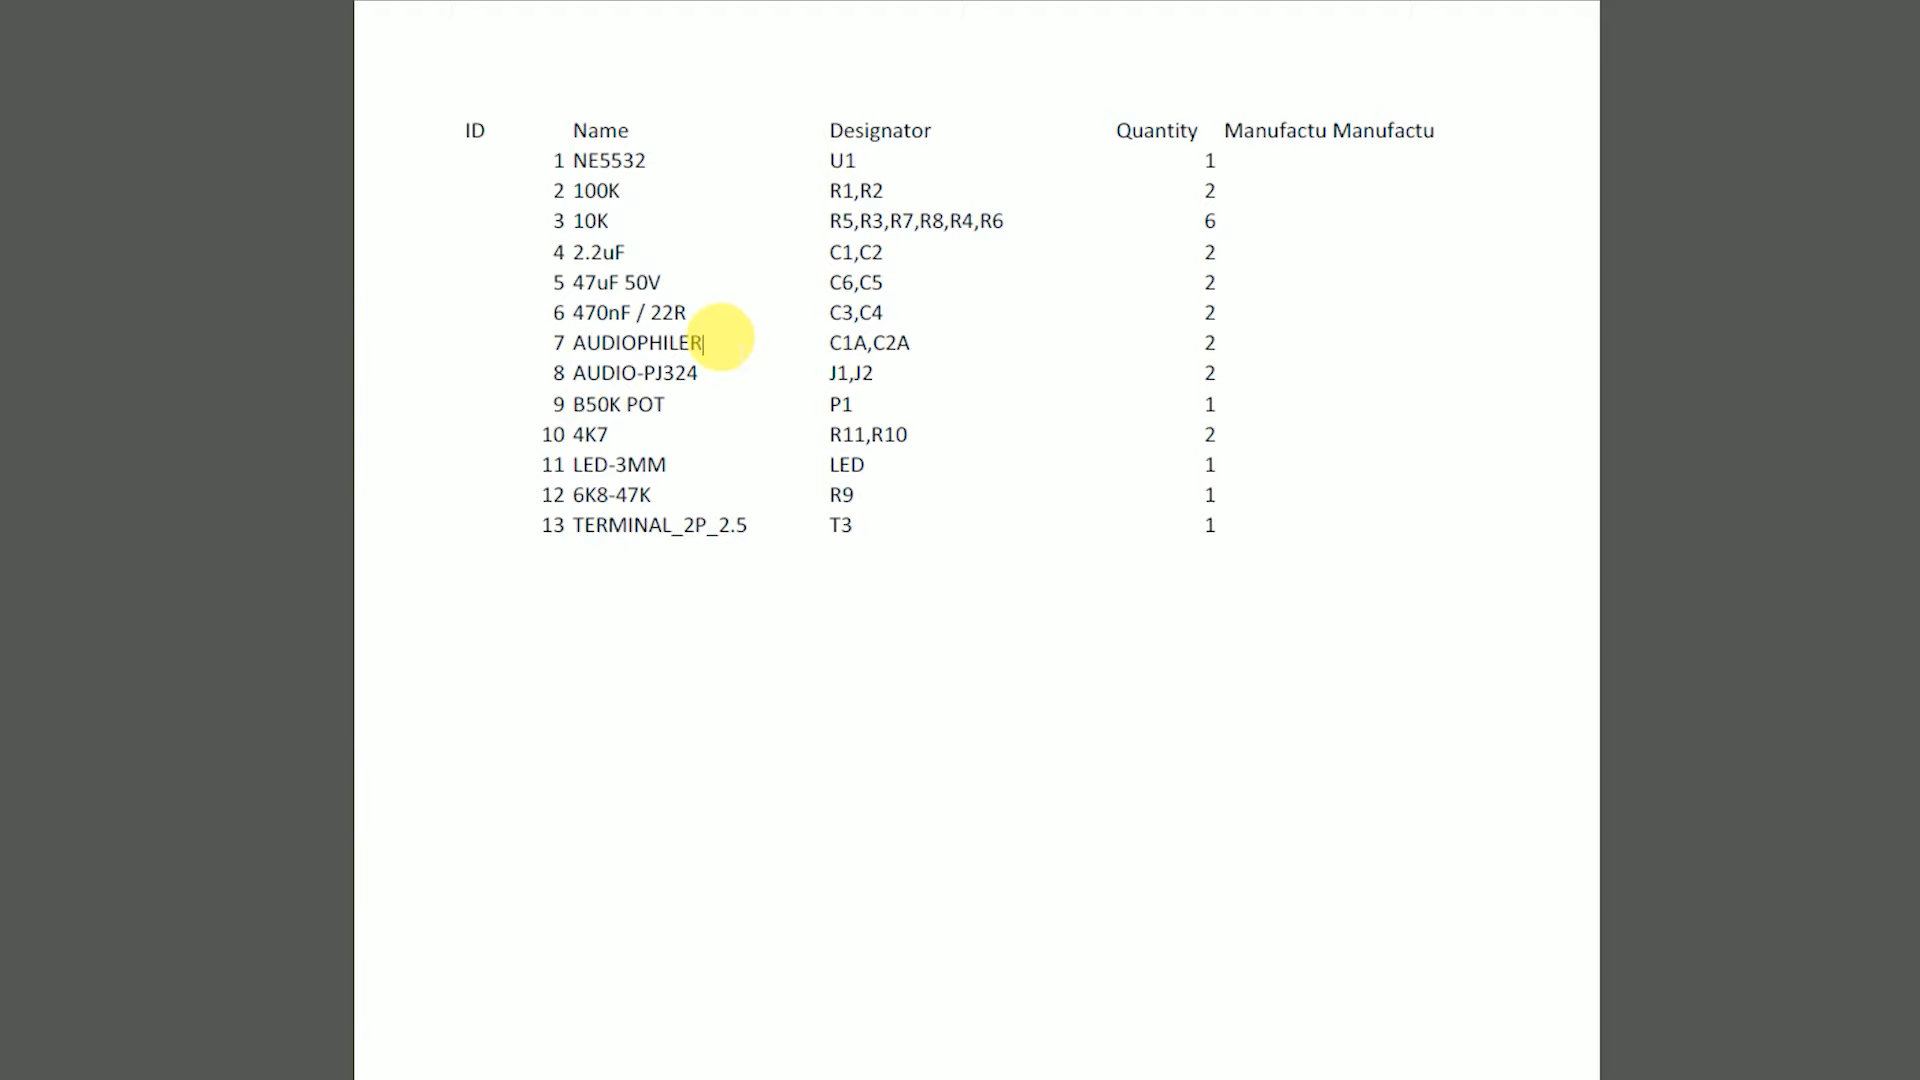 ID Name Designator Quantity Manufactu Manufactu
1 NE5532 U1 1
2 100K R1,R2 2
3 10K R5,R3,R7,R8,R4,R6 6
4 2.2uF C1,C2 2
5 47uF 50V C6,C5 2
6 470nF / 22R C3,C4 2
7 AUDIOPHILER C1A,C2A 2
8 AUDIO-PJ324 J1,J2 2
9 B50K POT P1 1
10 4K7 R11,R10 2
11 LED-3MM LED 1
12 6K8-47K R9 1
13 TERMINAL_2P_2.5 T3 1